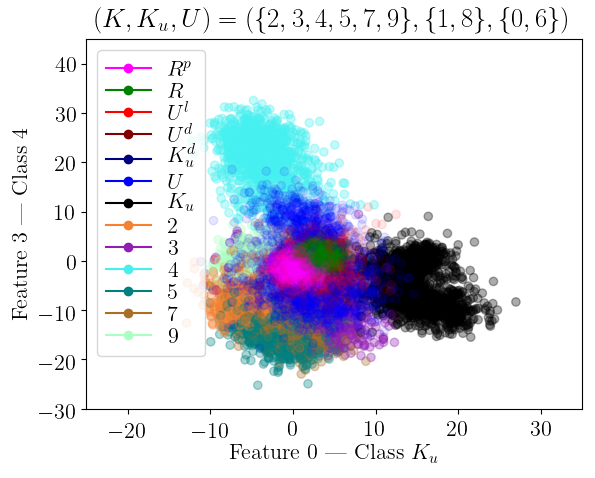 (K, K_u, U) = ({2, 3, 4, 5, 7, 9}, {1, 8}, {0, 6})
Feature 3 — Class 4
40
30
20
10
0
−10
−20
−30
R^p
R
U^l
U^d
K_u^d
U
K_u
2
3
4
5
7
9
−20 −10 0 10 20 30
Feature 0 — Class K_u